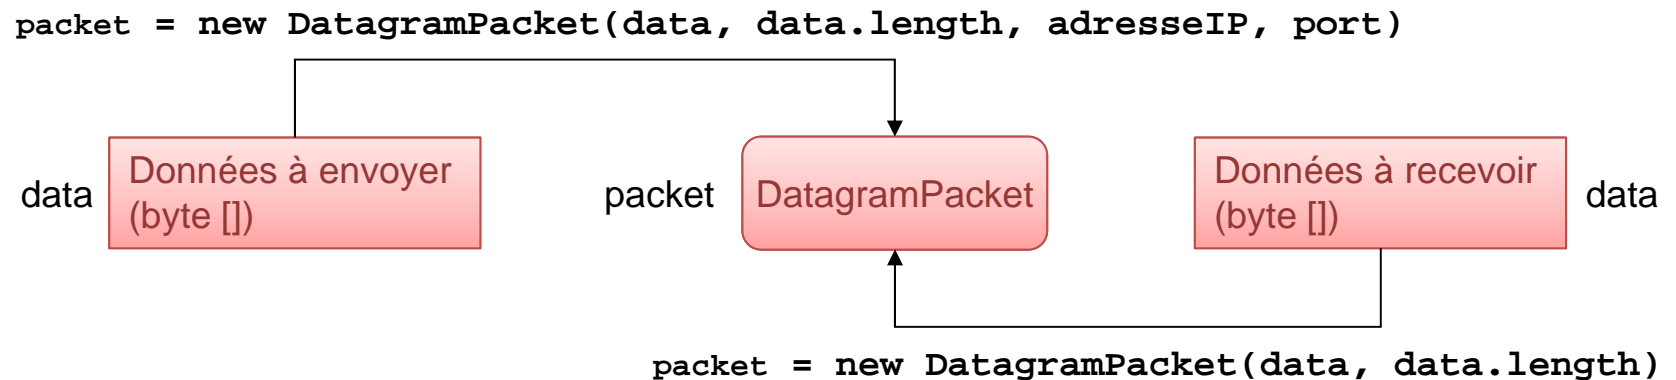 packet = new DatagramPacket(data, data.length, adresseIP, port)
data
Données à envoyer
(byte [])
packet
DatagramPacket
Données à recevoir
(byte [])
data
packet = new DatagramPacket(data, data.length)